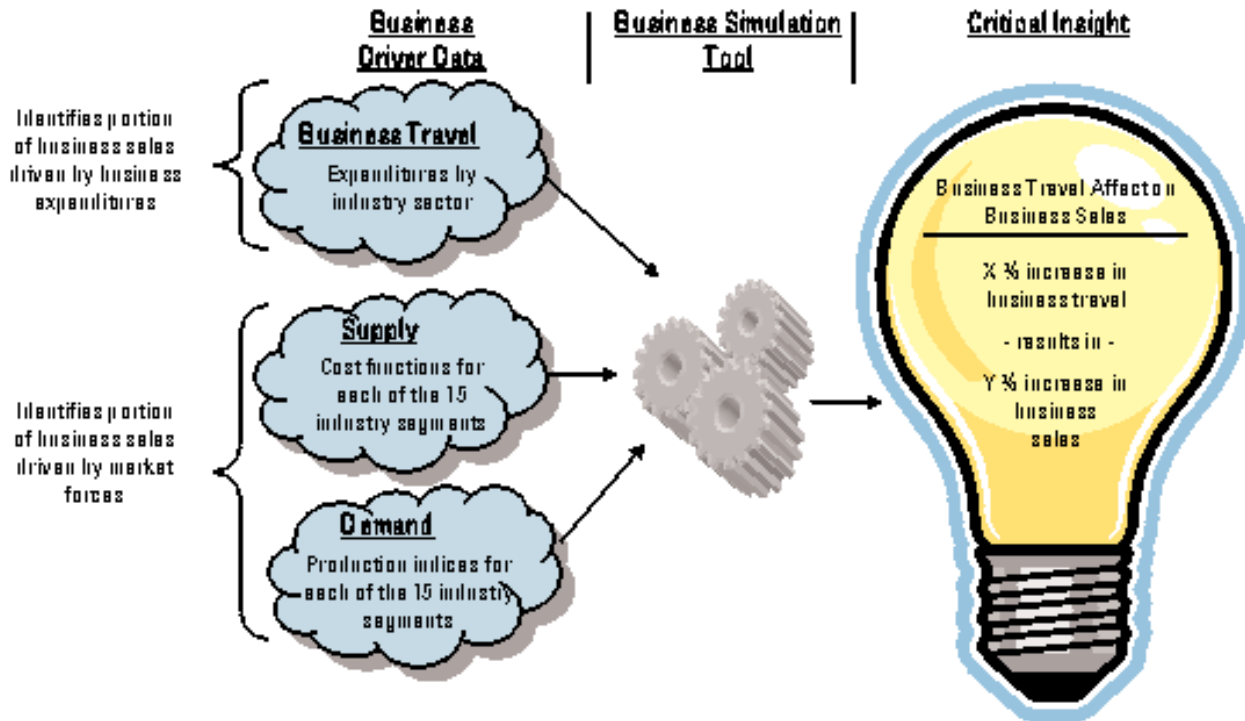 Business
Driver Data
Business Simulation
Tool
Critical Insight
Identifies portion
of business sales
driven by business
expenditures
Business Travel
Expenditures by
industry sector
Identifies portion
of business sales
driven by market
forces
Supply
Cost functions for
each of the 15
industry segments
Demand
Production indices for
each of the 15 industry
segments
Business Travel Affect on
Business Sales
X % increase in
business travel
- results in -
Y % increase in
business
sales